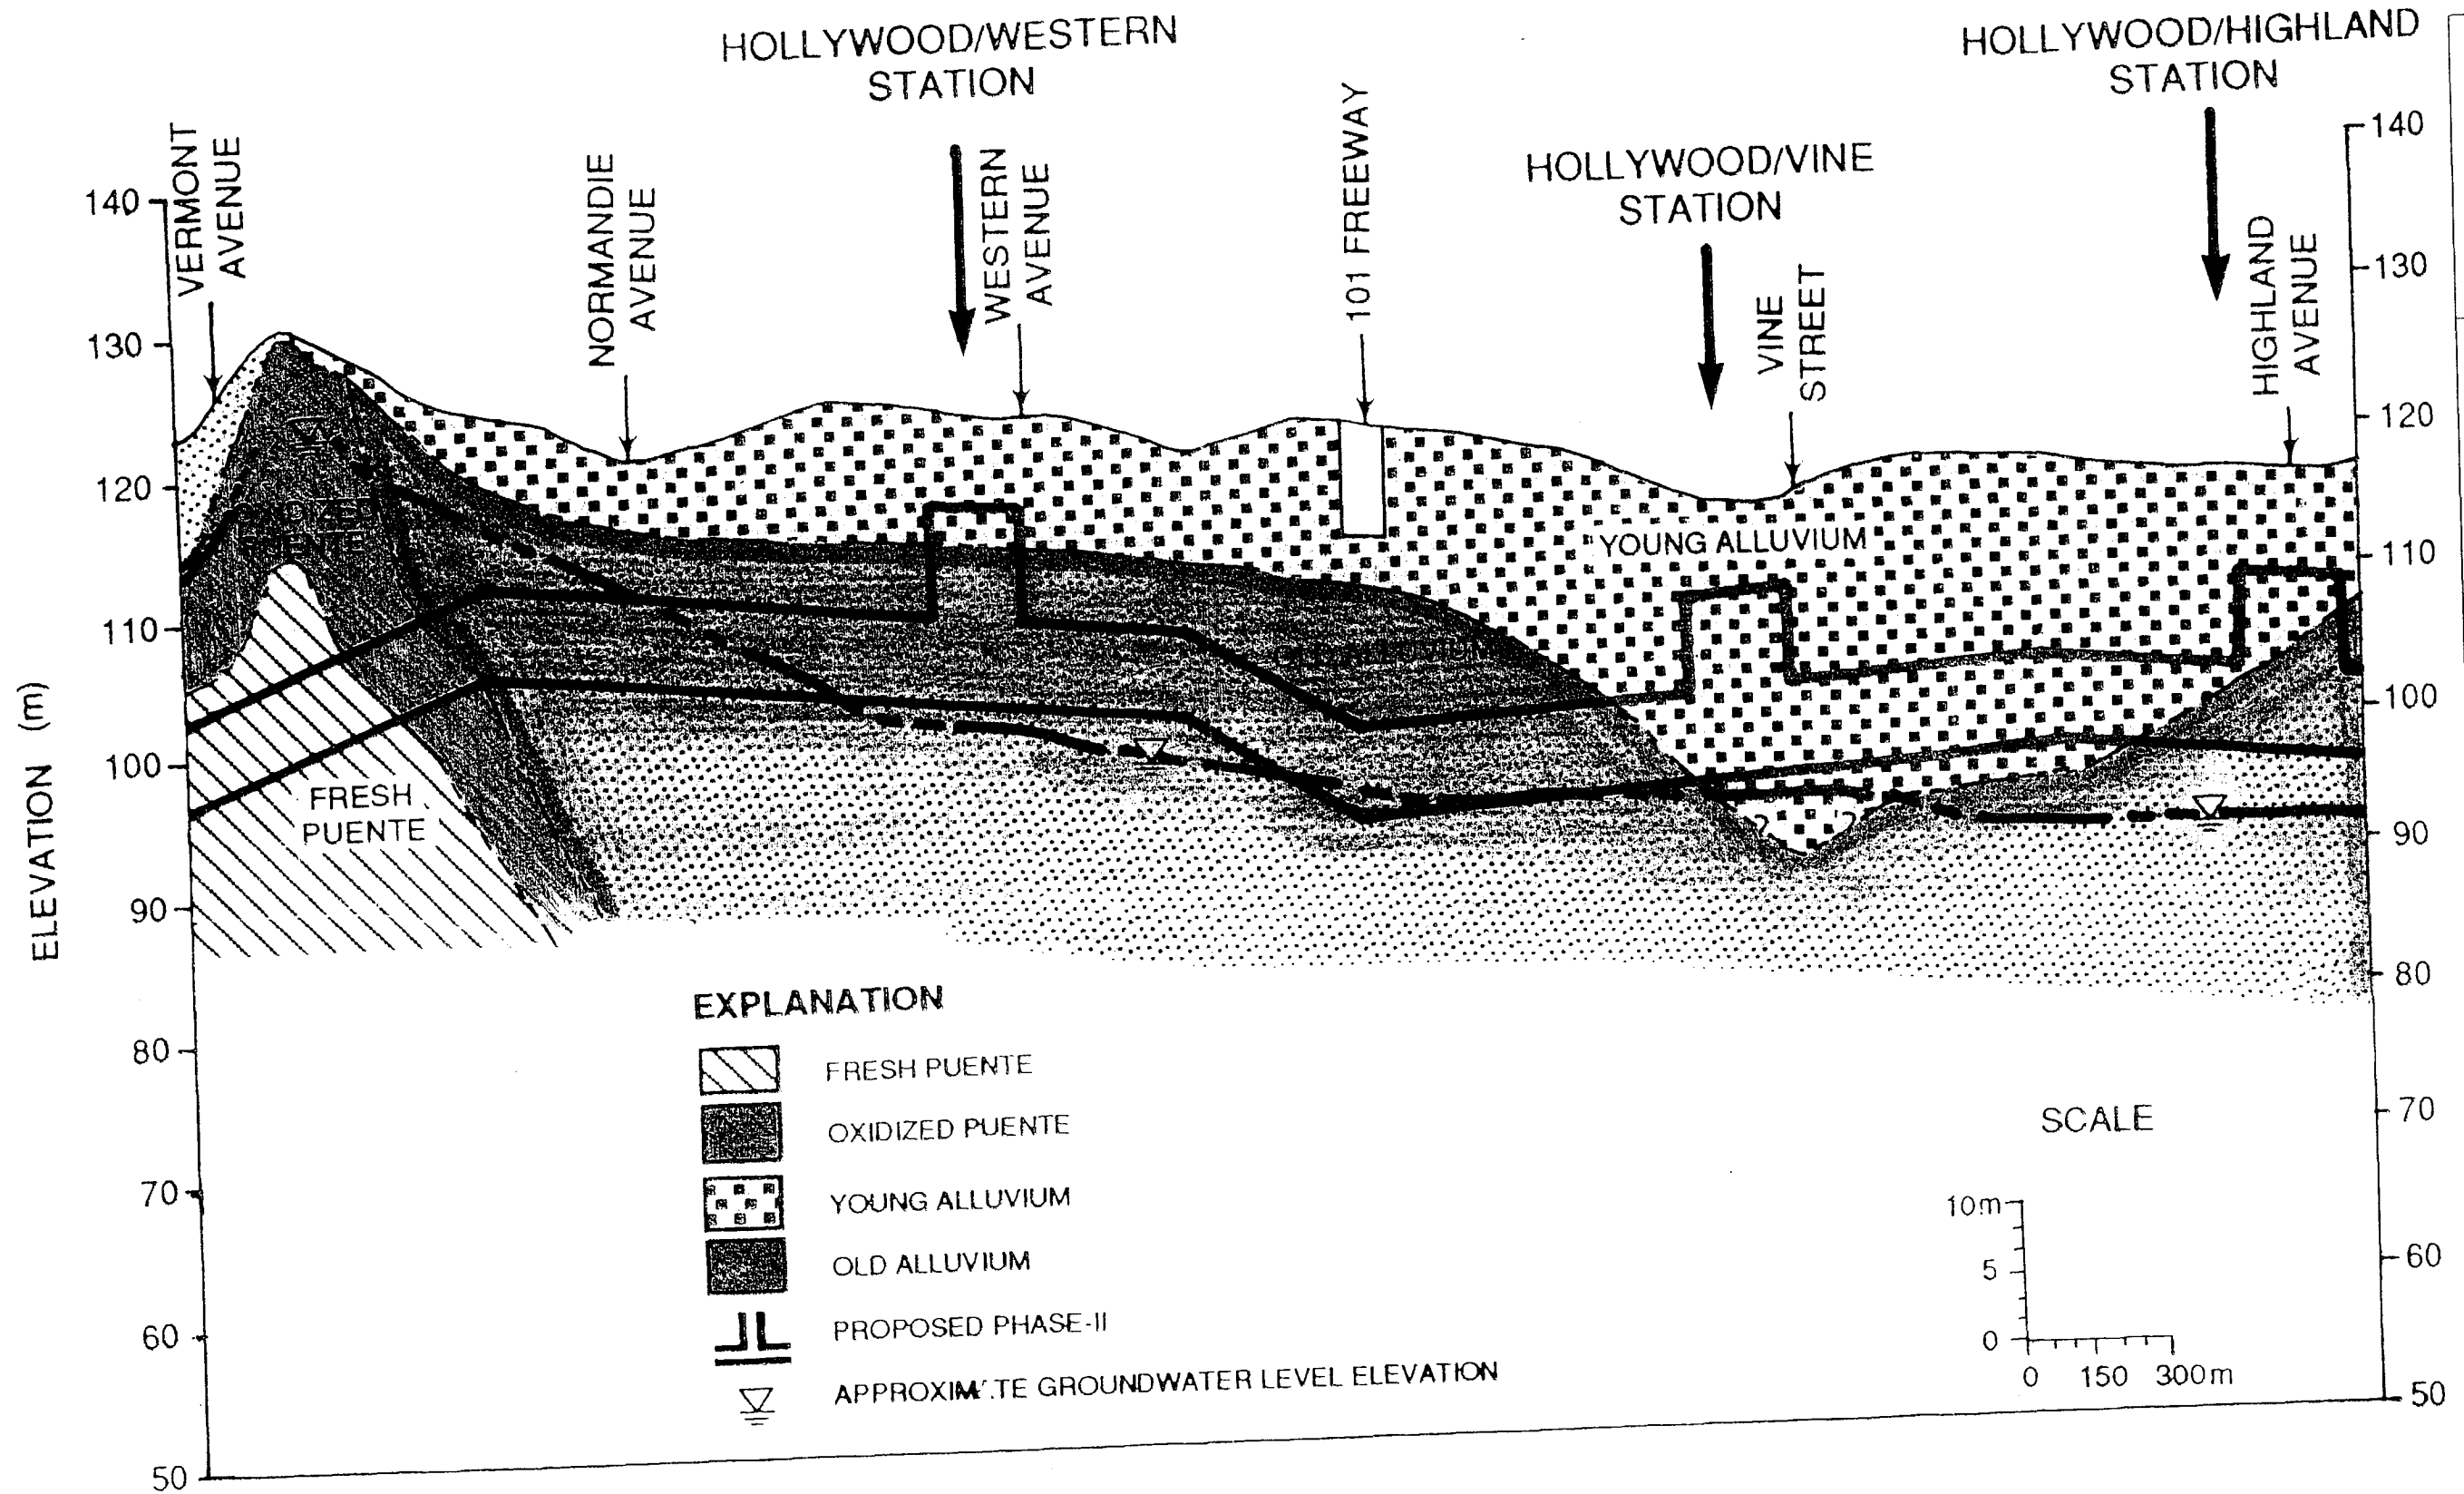 HOLLYWOOD/WESTERN
STATION
HOLLYWOOD/HIGHLAND
STATION
HOLLYWOOD/VINE
STATION
VERMONT
AVENUE
NORMANDIE
AVENUE
WESTERN
AVENUE
101 FREEWAY
VINE
STREET
HIGHLAND
AVENUE
ELEVATION (m)
140
130
120
110
100
90
80
70
60
50
140
130
120
110
100
90
80
70
60
50
YOUNG ALLUVIUM
ALLUVIUM
FRESH
PUENTE
?
?
EXPLANATION
FRESH PUENTE
OXIDIZED PUENTE
YOUNG ALLUVIUM
OLD ALLUVIUM
PROPOSED PHASE-II
GROUNDWATER LEVEL ELEVATION
SCALE
10m
5
0
0 150 300m